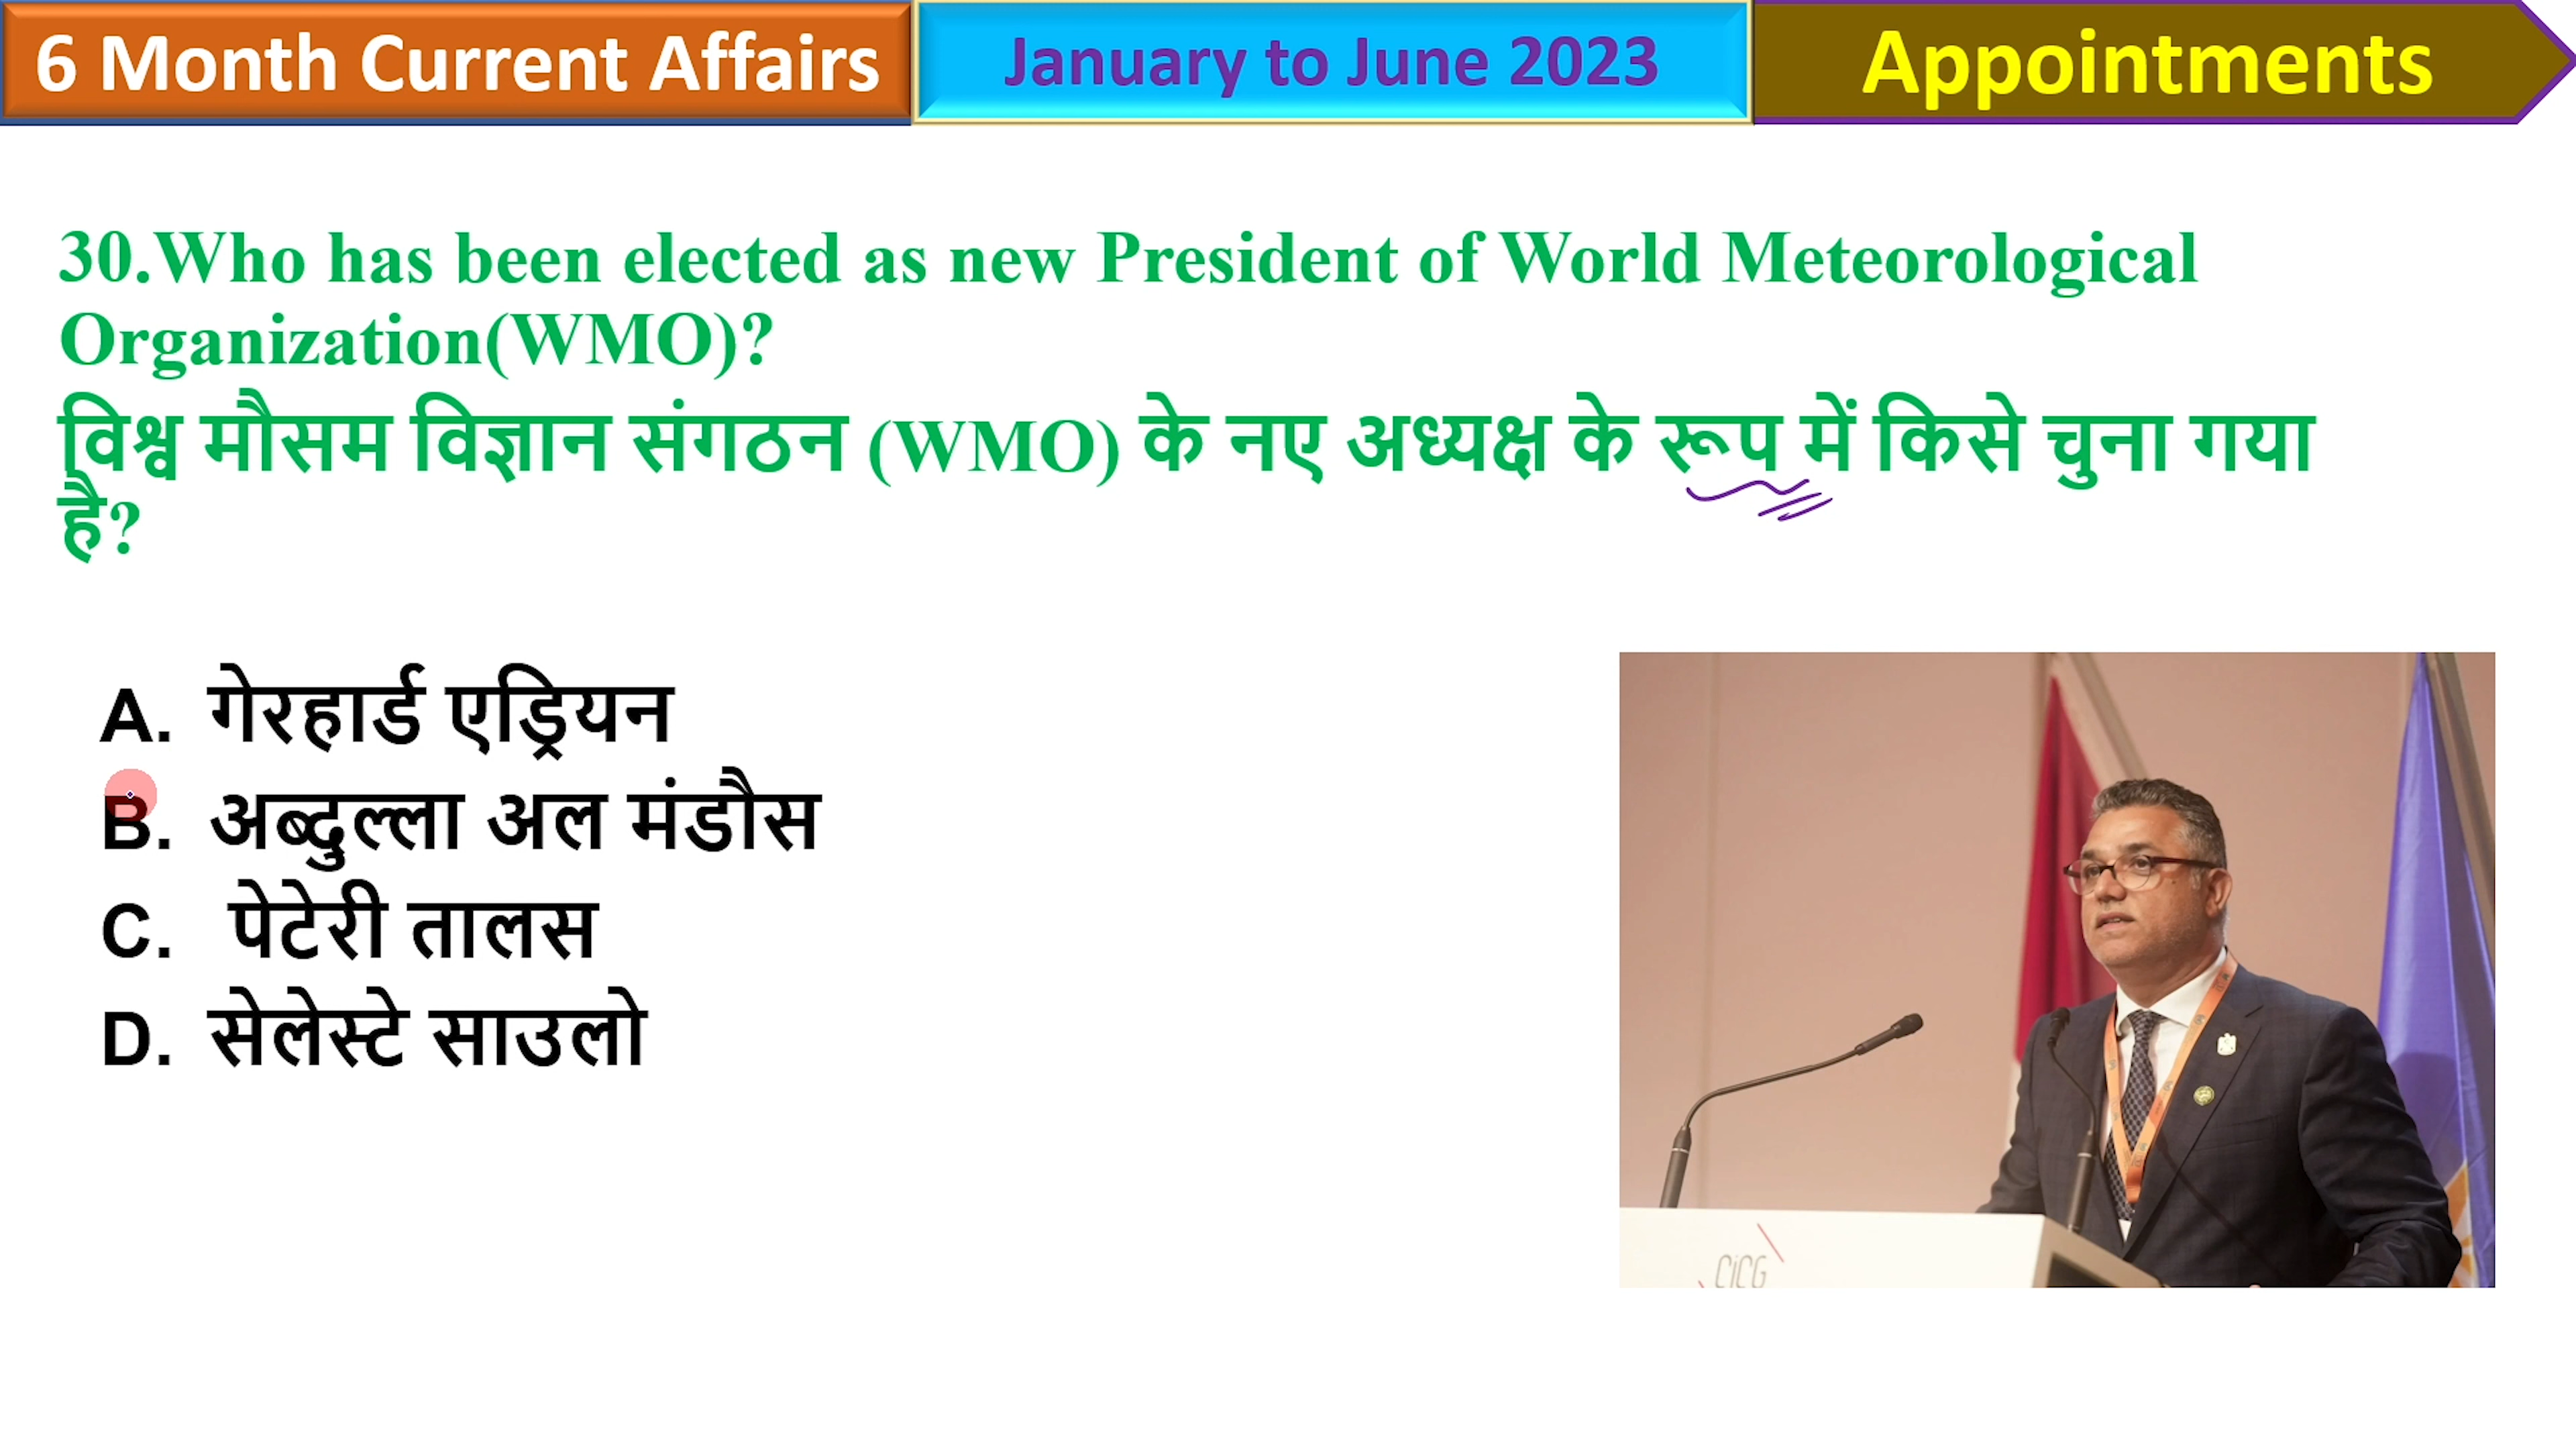 6 Month Current Affairs
January to June 2023
Appointments
30.Who has been elected as new President of World Meteorological
Organization(WMO)?
विश्व मौसम विज्ञान संगठन (WMO) के नए अध्यक्ष के रूप में किसे चुना गया
है?
A. गेरहार्ड एड्रियन
B. अब्दुल्ला अल मंडौस
C. पेटेरी तालस
D. सेलेस्टे साउलो
CiCG